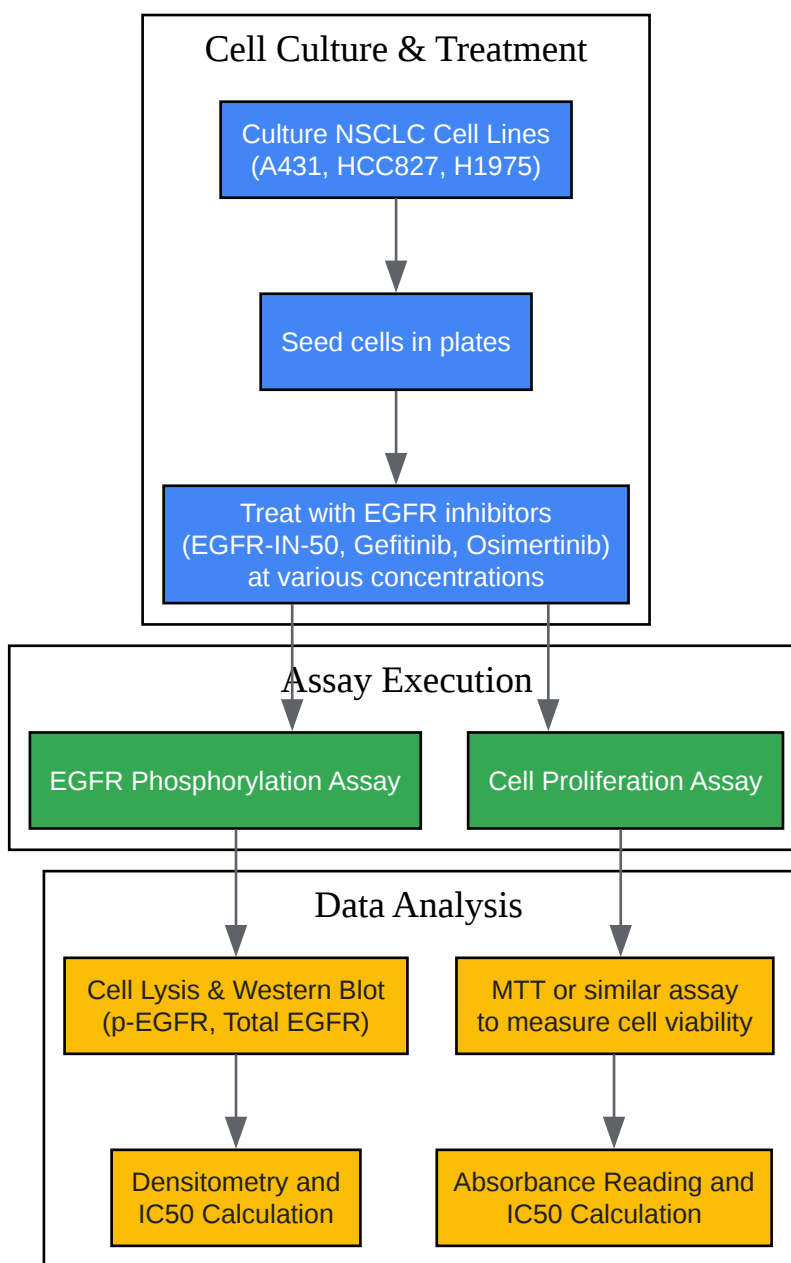 Cell Culture & Treatment
Culture NSCLC Cell Lines
(A431, HCC827, H1975)
Seed cells in plates
Treat with EGFR inhibitors
(EGFR-IN-50, Gefitinib, Osimertinib)
at various concentrations
Assay Execution
EGFR Phosphorylation Assay
Cell Proliferation Assay
Data Analysis
Cell Lysis & Western Blot
(p-EGFR, Total EGFR)
MTT or similar assay
to measure cell viability
Densitometry and
IC50 Calculation
Absorbance Reading and
IC50 Calculation